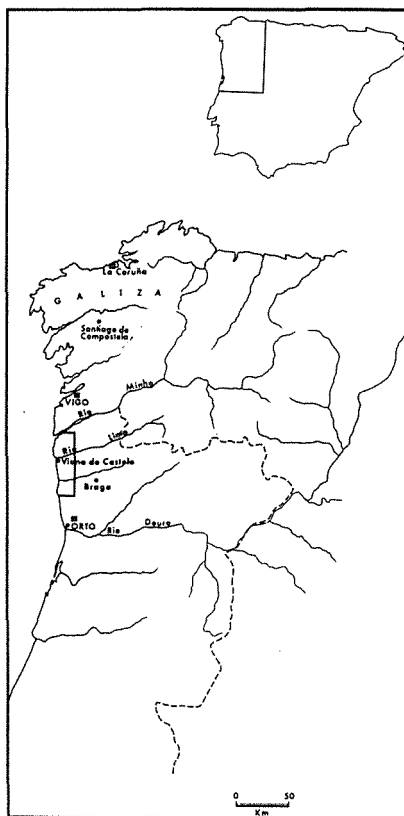 La Coruña
G A L I Z A
Santiago de
Compostela
VIGO
Rio Minho
Rio Lima
Viana do Castelo
Braga
PORTO
Rio Douro
0 50
Km